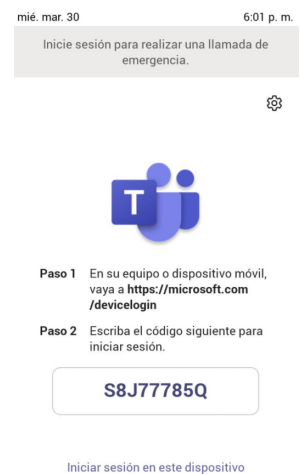 mié. mar. 30 6:01 p. m.
Inicie sesión para realizar una llamada de
emergencia.
T
Paso 1 En su equipo o dispositivo móvil,
vaya a https://microsoft.com
/devicelogin
Paso 2 Escriba el código siguiente para
iniciar sesión.
S8J77785Q
Iniciar sesión en este dispositivo